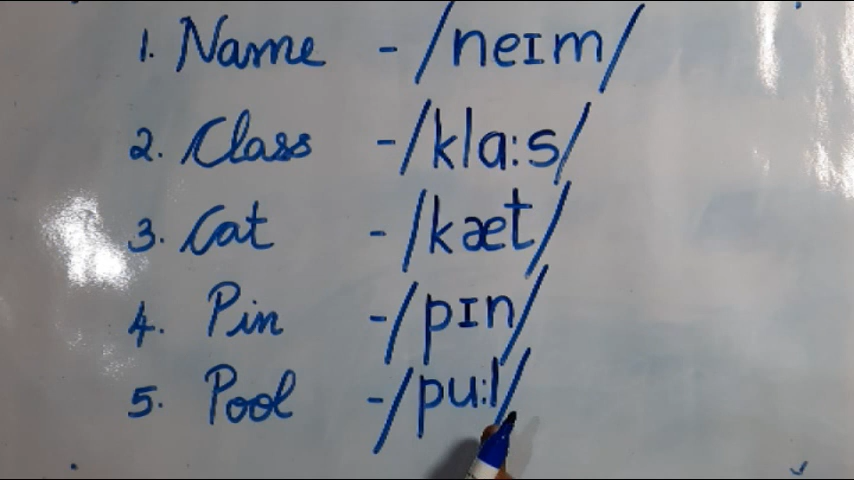 1. Name - /neɪm/
2. Class - /kla:s/
3. Cat - /kæt/
4. Pin - /pɪn/
5. Pool - /pu:l/